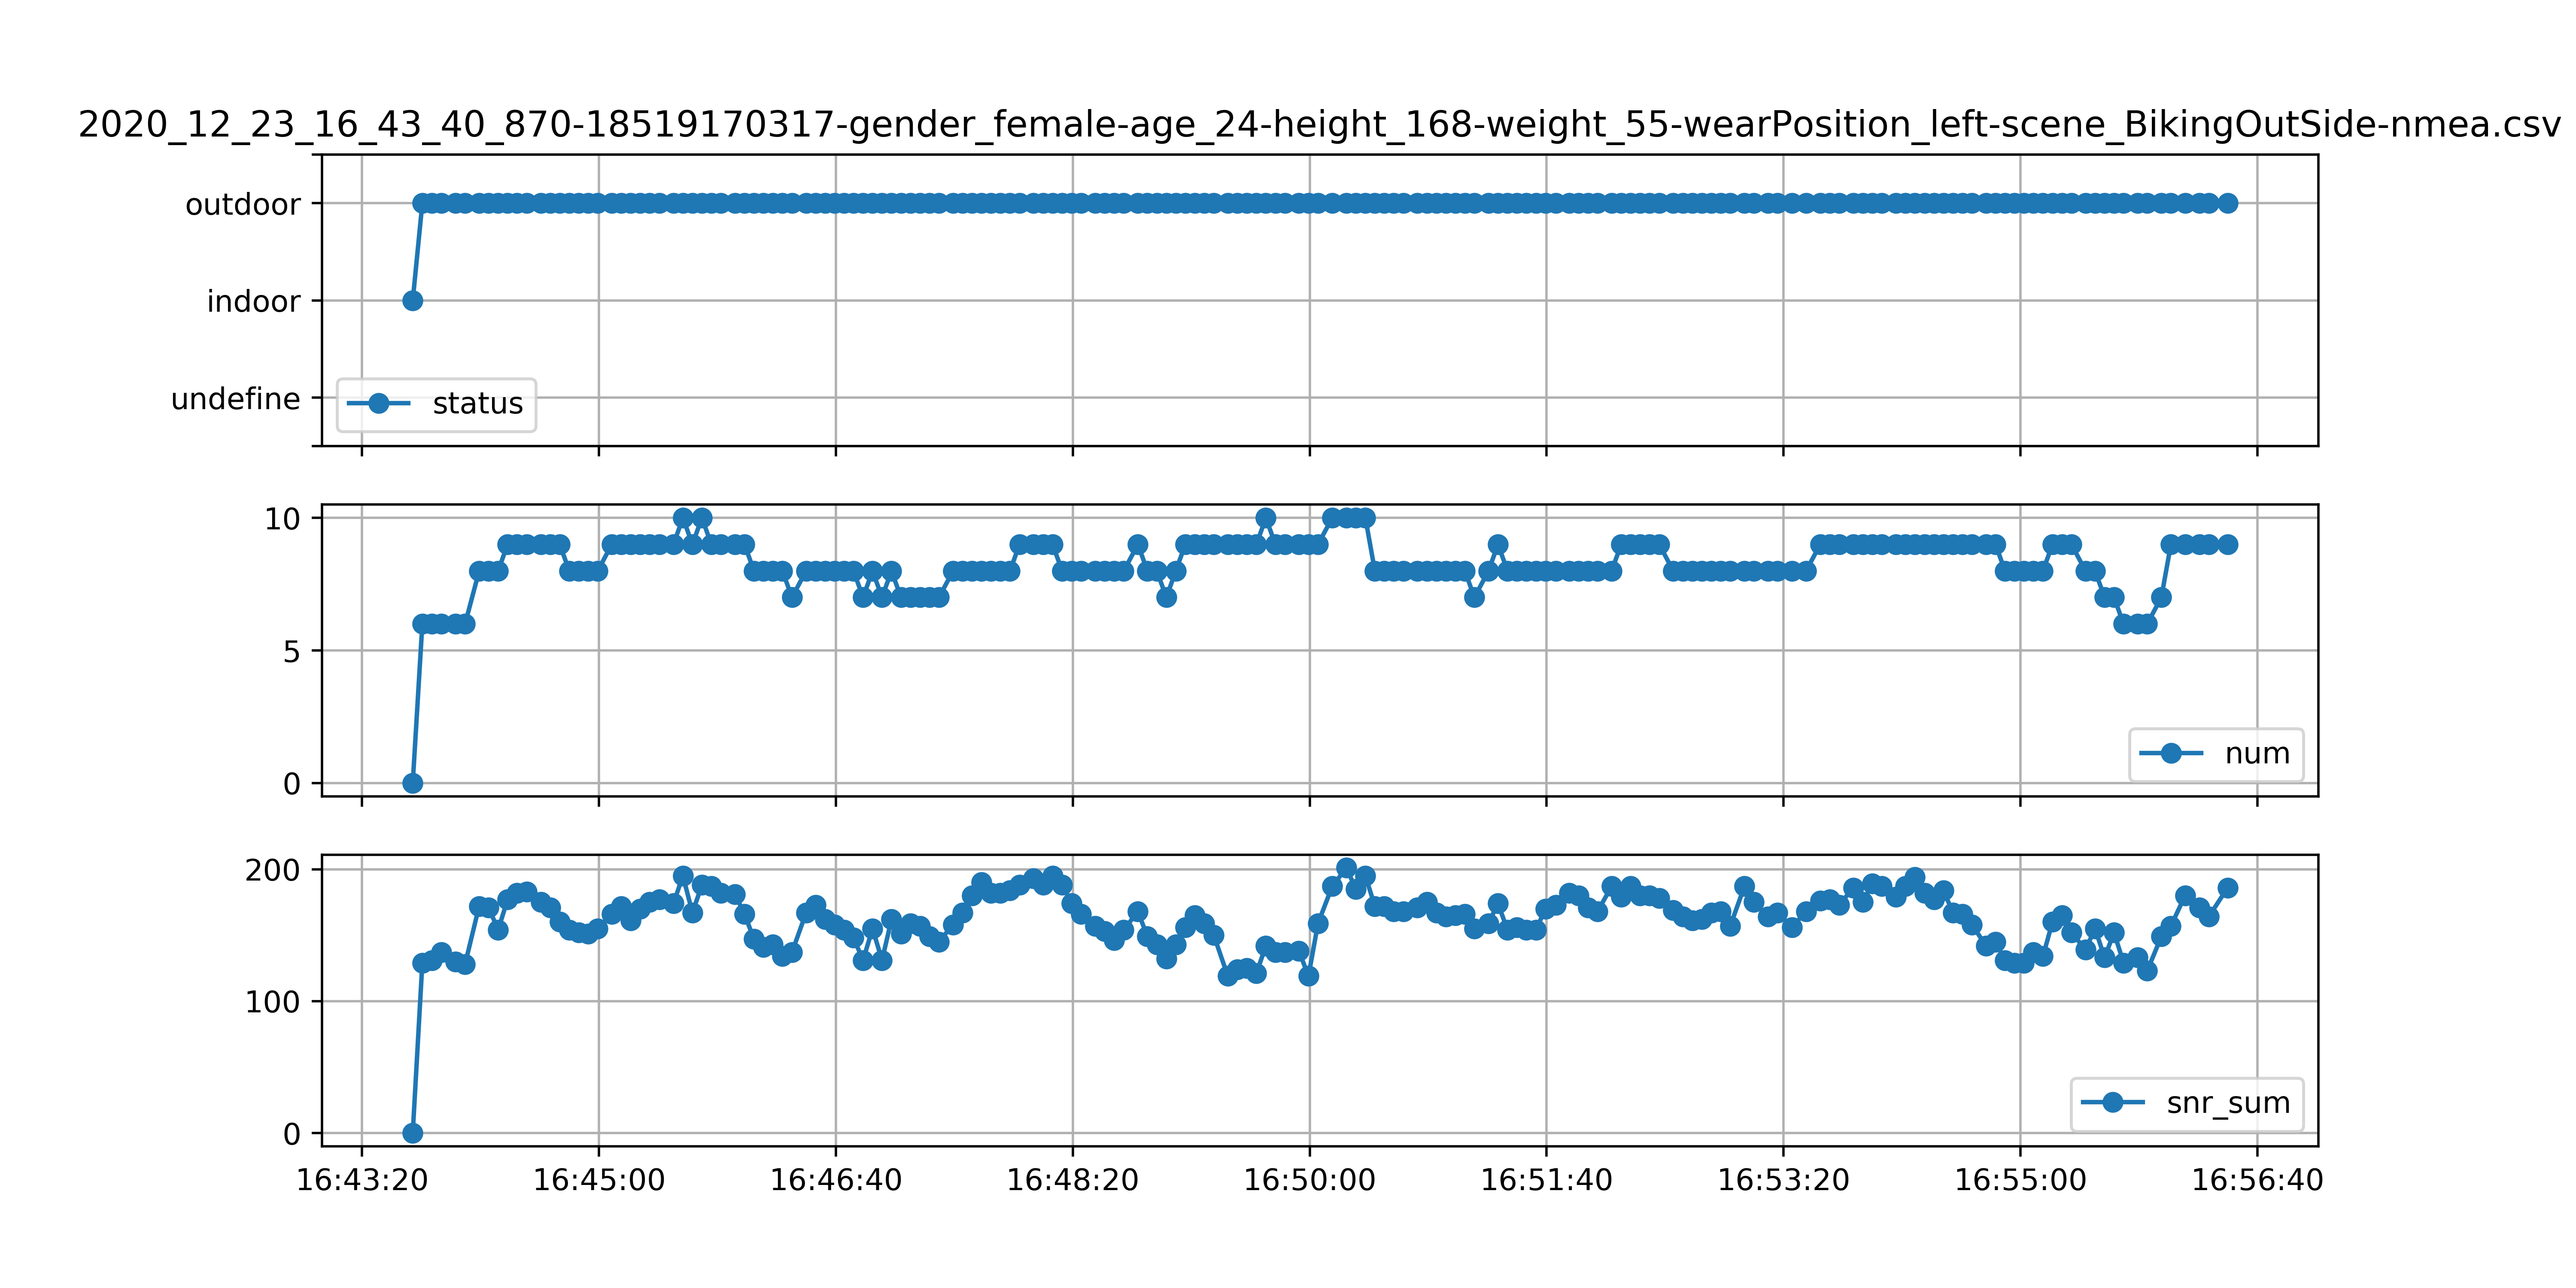 2020_12_23_16_43_40_870-18519170317-gender_female-age_24-height_168-weight_55-wearPosition_left-scene_BikingOutSide-nmea.csv
outdoor
indoor
undefine
status
10
5
0
num
200
100
0
snr_sum
16:43:20 16:45:00 16:46:40 16:48:20 16:50:00 16:51:40 16:53:20 16:55:00 16:56:40